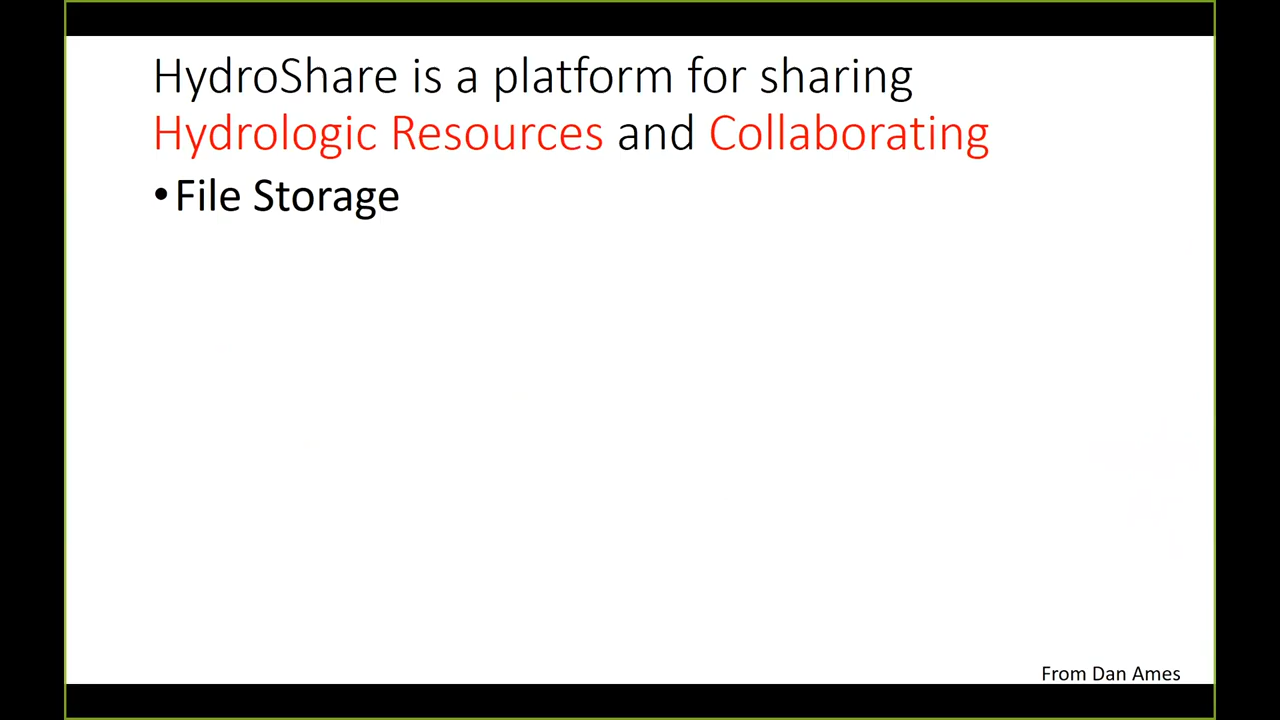 HydroShare is a platform for sharing
Hydrologic Resources and Collaborating
•File Storage
From Dan Ames